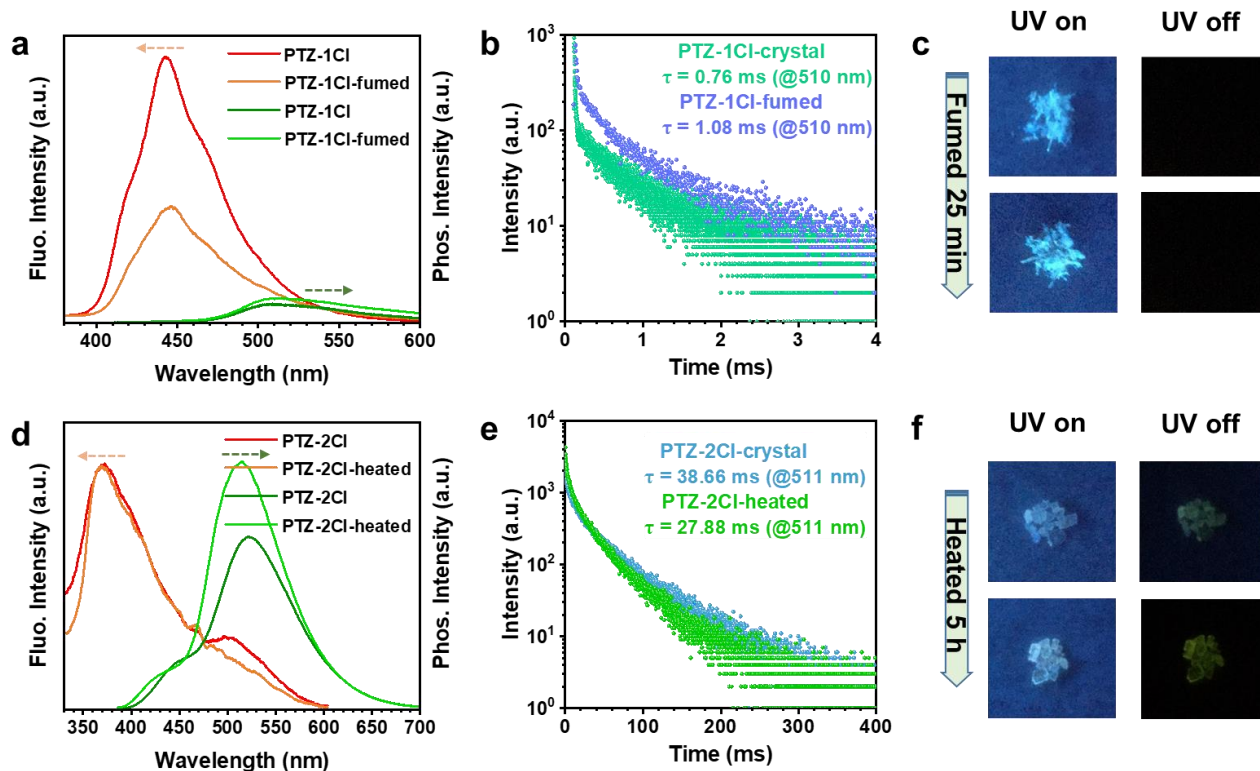 a
Fluo. Intensity (a.u.)
PTZ-1Cl
PTZ-1Cl-fumed
PTZ-1Cl
PTZ-1Cl-fumed
Phos. Intensity (a.u.)
400 450 500 550 600
Wavelength (nm)
b
Intensity (a.u.)
10³
10²
10¹
10⁰
PTZ-1Cl-crystal
τ = 0.76 ms (@510 nm)
PTZ-1Cl-fumed
τ = 1.08 ms (@510 nm)
0 1 2 3 4
Time (ms)
c
UV on UV off
Fumed 25 min
d
Fluo. Intensity (a.u.)
PTZ-2Cl
PTZ-2Cl-heated
PTZ-2Cl
PTZ-2Cl-heated
Phos. Intensity (a.u.)
350 400 450 500 550 600 650 700
Wavelength (nm)
e
Intensity (a.u.)
10⁴
10³
10²
10¹
10⁰
PTZ-2Cl-crystal
τ = 38.66 ms (@511 nm)
PTZ-2Cl-heated
τ = 27.88 ms (@511 nm)
0 100 200 300 400
Time (ms)
f
UV on UV off
Heated 5 h